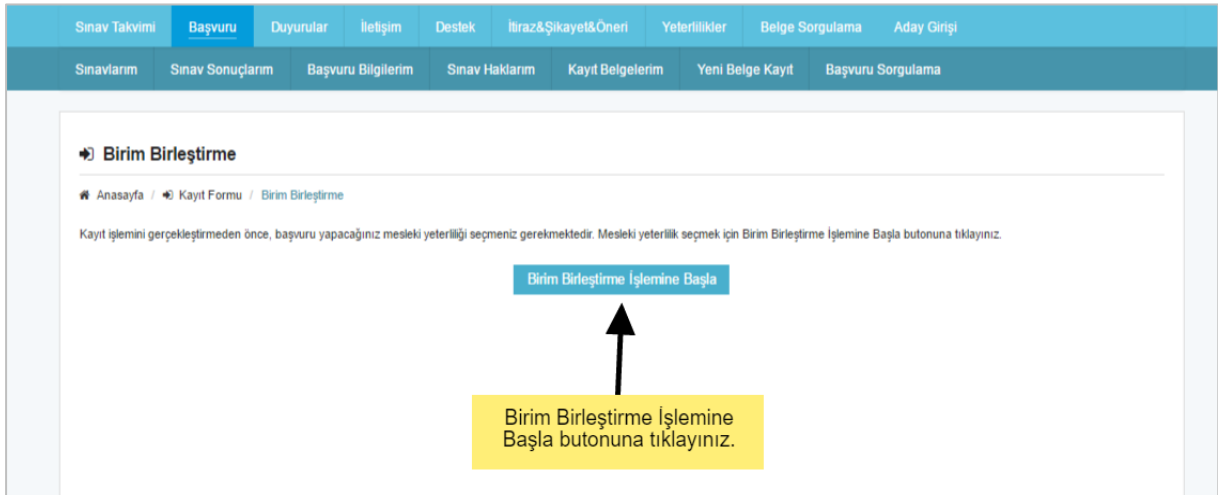 Sınav Takvimi Başvuru Duyurular İletişim Destek İtiraz&Şikayet&Öneri Yeterlilikler Belge Sorgulama Aday Girişi
Sınavlarım Sınav Sonuçlarım Başvuru Bilgilerim Sınav Haklarım Kayıt Belgelerim Yeni Belge Kayıt Başvuru Sorgulama
Birim Birleştirme
Anasayfa / Kayıt Formu / Birim Birleştirme
Kayıt işlemini gerçekleştirmeden önce, başvuru yapacağınız mesleki yeterliliği seçmeniz gerekmektedir. Mesleki yeterlilik seçmek için Birim Birleştirme İşlemine Başla butonuna tıklayınız.
Birim Birleştirme İşlemine Başla
Birim Birleştirme İşlemine
Başla butonuna tıklayınız.